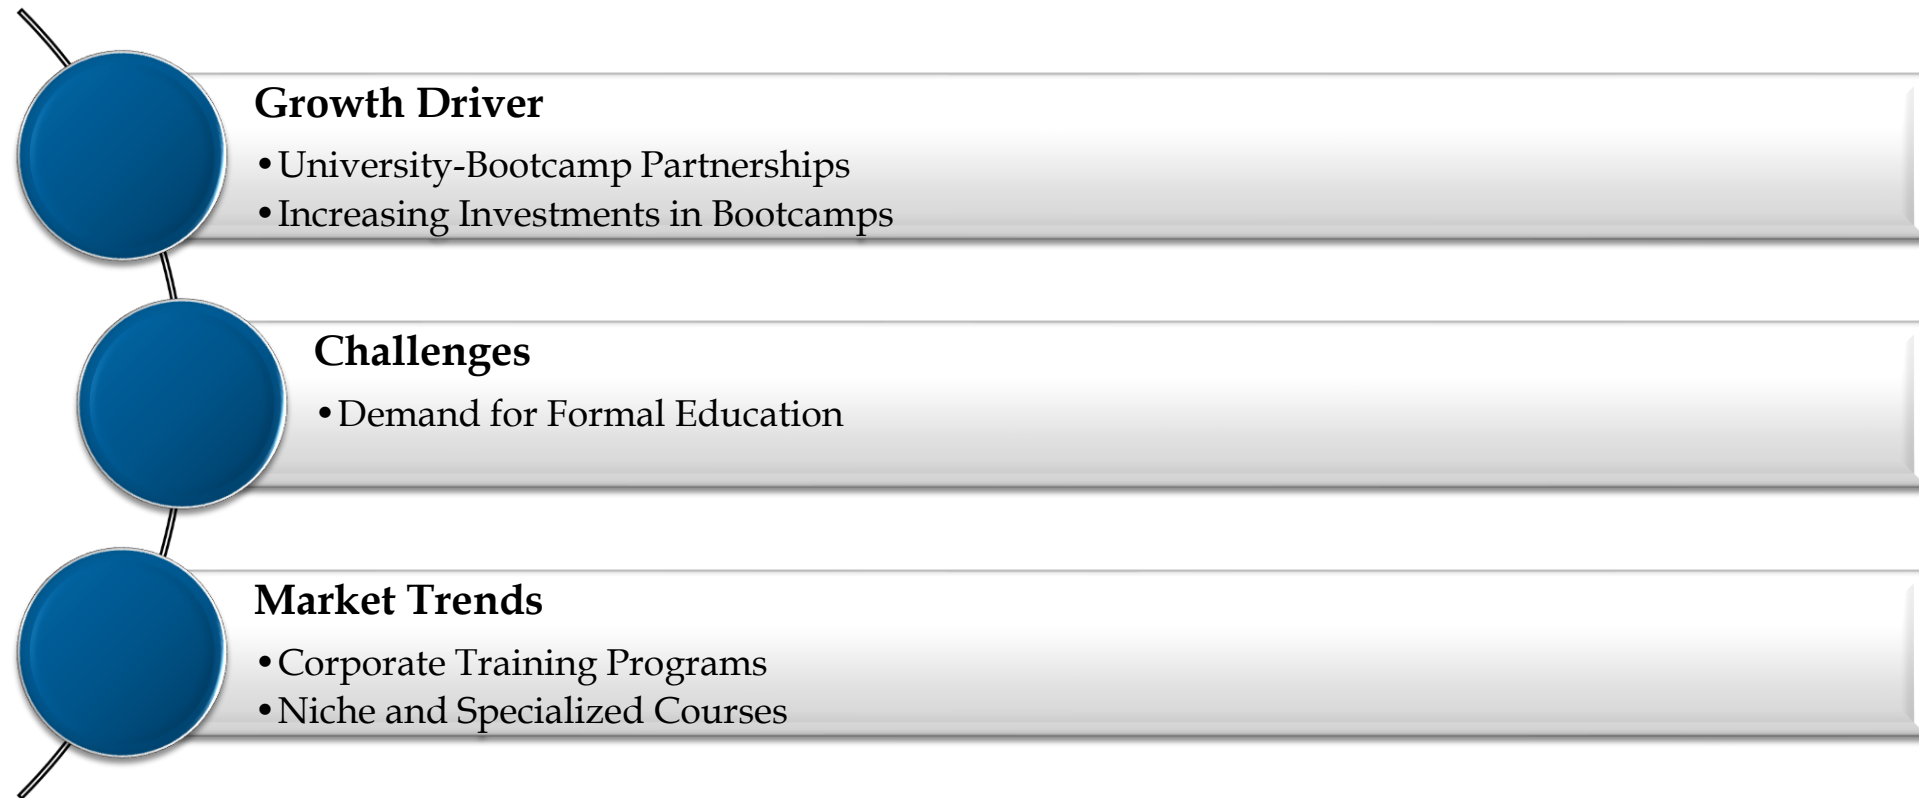 Growth Driver
•University-Bootcamp Partnerships
•Increasing Investments in Bootcamps
Challenges
•Demand for Formal Education
Market Trends
•Corporate Training Programs
•Niche and Specialized Courses